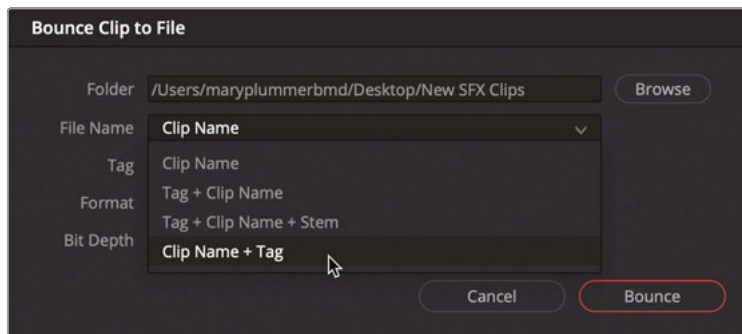 Bounce Clip to File
Folder /Users/maryplummerbmd/Desktop/New SFX Clips Browse
File Name Clip Name
Tag Clip Name
Tag + Clip Name
Format
Tag + Clip Name + Stem
Bit Depth
Clip Name + Tag
Cancel Bounce